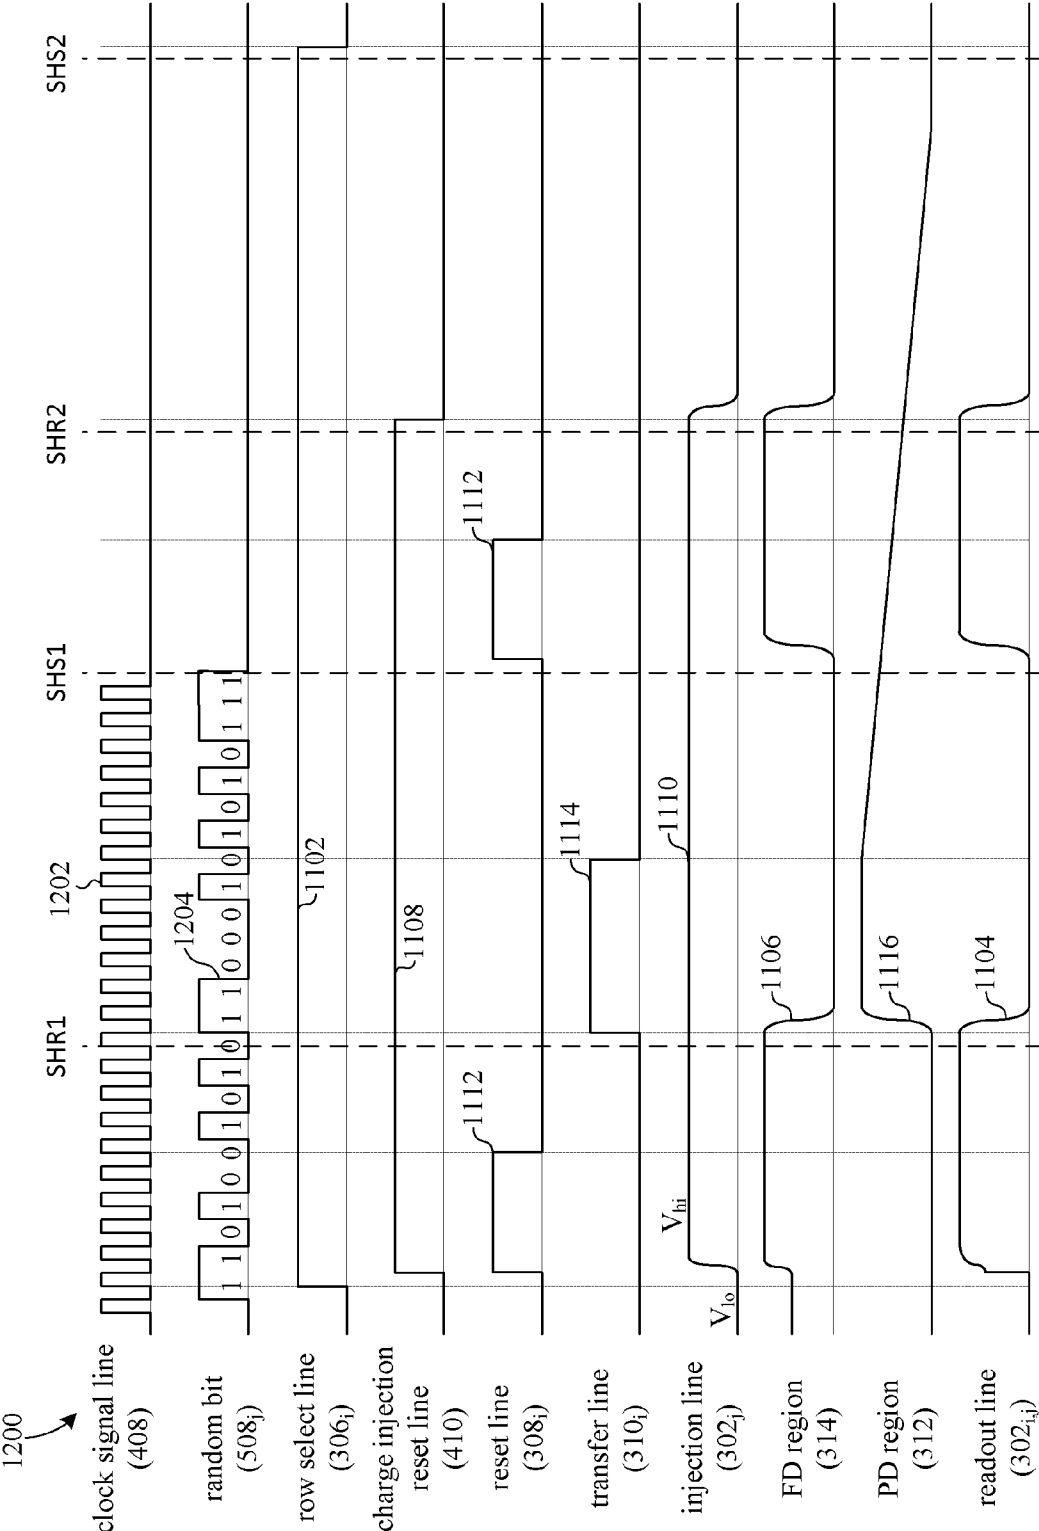 1200
SHR1
SHS1
SHR2
SHS2
1202
clock signal line
(408)
1204
random bit
(508j)
1 1 0 1 0 0 1 0 1 0 1 1 0 0 0 1 0 1 0 1 0 1 1 1
row select line
(306i)
1102
charge injection
reset line
(410)
1108
reset line
(308i)
1112
1112
transfer line
(310i)
1114
injection line
(302j)
Vlo
Vhi
1110
FD region
(314)
1106
PD region
(312)
1116
readout line
(302i,j)
1104